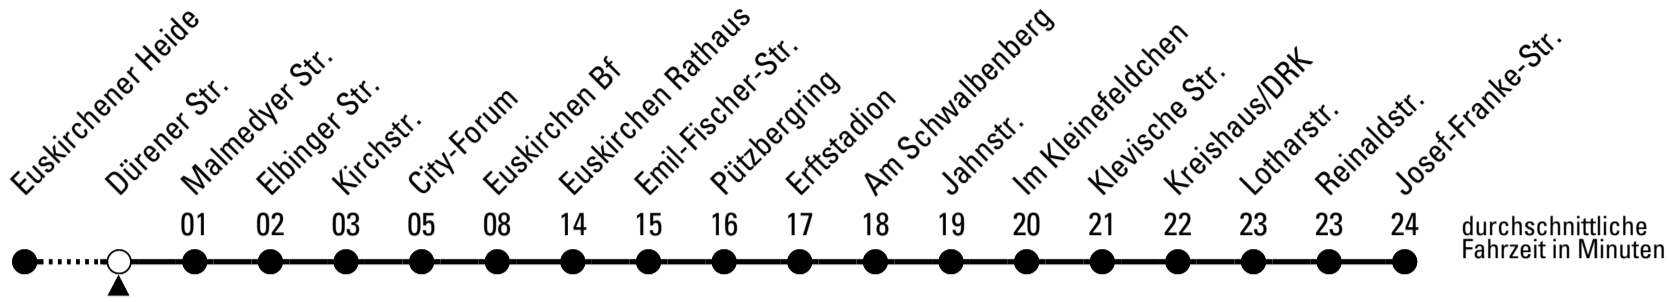 Euskirchener Heide
Dürener Str.
Malmedyer Str.
Elbinger Str.
Kirchstr.
City-Forum
Euskirchen Bf
Euskirchen Rathaus
Emil-Fischer-Str.
Pützbergring
Erftstadion
Am Schwalbenberg
Jahnstr.
Im Kleinefeldchen
Klevische Str.
Kreishaus/DRK
Lotharstr.
Reinaldstr.
Josef-Franke-Str.
01 02 03 05 08 14 15 16 17 18 19 20 21 22 23 23 24
durchschnittliche
Fahrzeit in Minuten